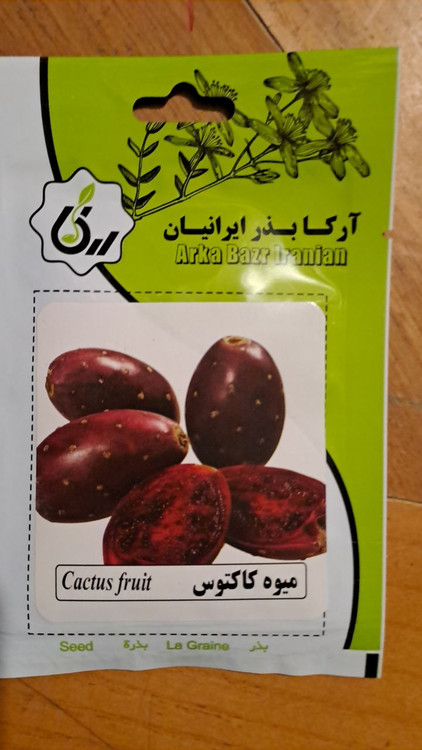 آرکا بذر ایرانیان
Arka Bazr Iranian
Cactus fruit میوه کاکتوس
Seed بذرة La Graine بذر